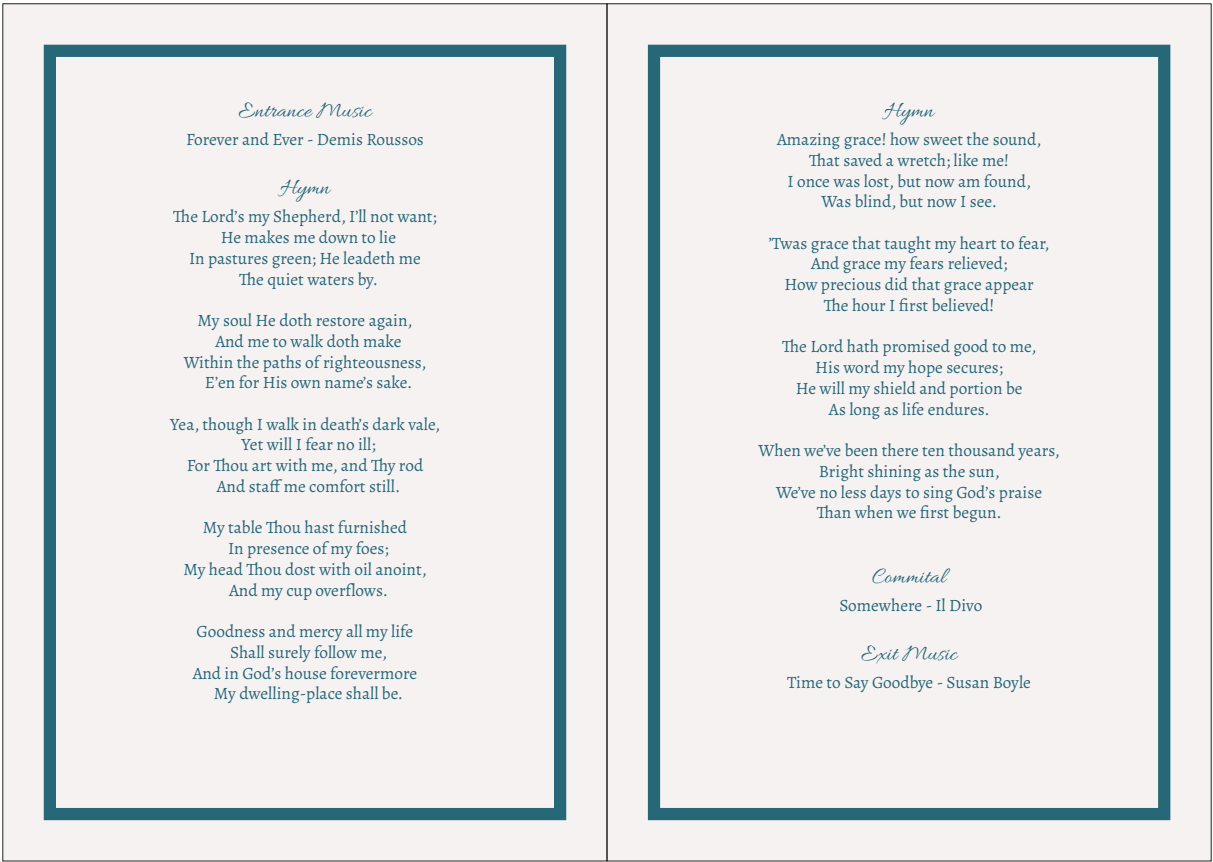 Entrance Music
Forever and Ever - Demis Roussos
Hymn
The Lord's my Shepherd, I'll not want;
He makes me down to lie
In pastures green; He leadeth me
The quiet waters by.
My soul He doth restore again,
And me to walk doth make
Within the paths of righteousness,
E'en for His own name's sake.
Yea, though I walk in death's dark vale,
Yet will I fear no ill;
For Thou art with me, and Thy rod
And staff me comfort still.
My table Thou hast furnished
In presence of my foes;
My head Thou dost with oil anoint,
And my cup overflows.
Goodness and mercy all my life
Shall surely follow me,
And in God's house forevermore
My dwelling-place shall be.
Hymn
Amazing grace! how sweet the sound,
That saved a wretch; like me!
I once was lost, but now am found,
Was blind, but now I see.
'Twas grace that taught my heart to fear,
And grace my fears relieved;
How precious did that grace appear
The hour I first believed!
The Lord hath promised good to me,
His word my hope secures;
He will my shield and portion be
As long as life endures.
When we've been there ten thousand years,
Bright shining as the sun,
We've no less days to sing God's praise
Than when we first begun.
Commital
Somewhere - Il Divo
Exit Music
Time to Say Goodbye - Susan Boyle